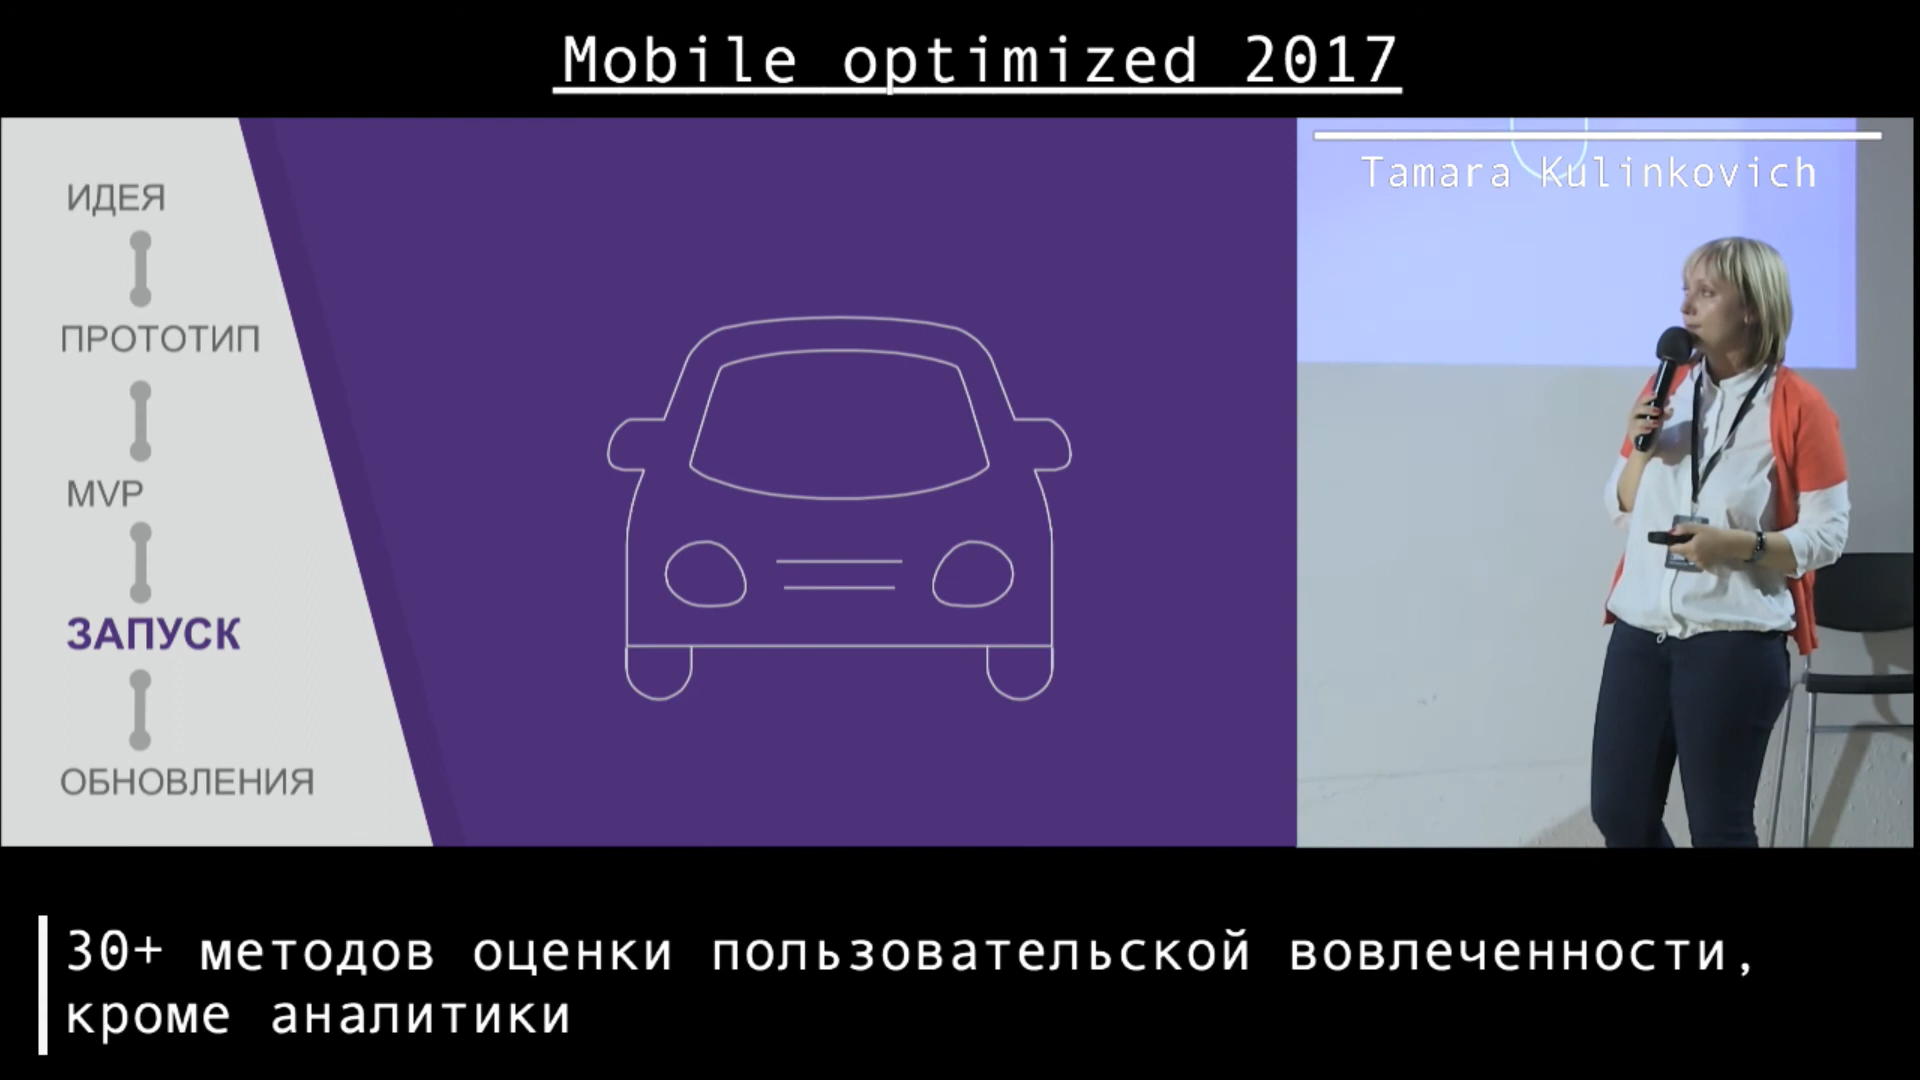 Mobile optimized 2017
ИДЕЯ
ПРОТОТИП
MVP
ЗАПУСК
ОБНОВЛЕНИЯ
Tamara Kulinkovich
30+ методов оценки пользовательской вовлеченности,
кроме аналитики